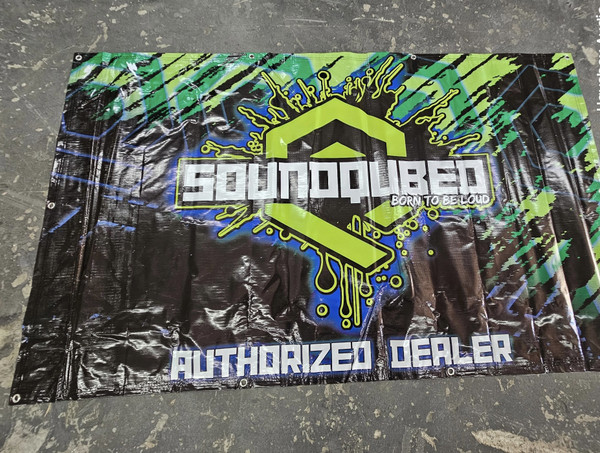 SOUNDQUBED
BORN TO BE LOUD
AUTHORIZED DEALER